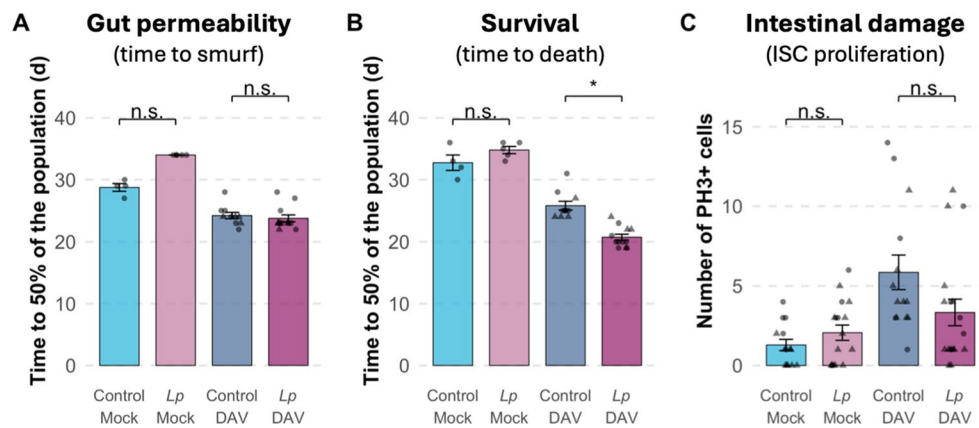 A Gut permeability
(time to smurf)
Time to 50% of the population (d)
40
30
20
10
0
n.s.
n.s.
Control
Mock
Lp
Mock
Control
DAV
Lp
DAV
B Survival
(time to death)
Time to 50% of the population (d)
40
30
20
10
0
n.s.
*
Control
Mock
Lp
Mock
Control
DAV
Lp
DAV
C Intestinal damage
(ISC proliferation)
Number of PH3+ cells
15
10
5
0
n.s.
n.s.
Control
Mock
Lp
Mock
Control
DAV
Lp
DAV